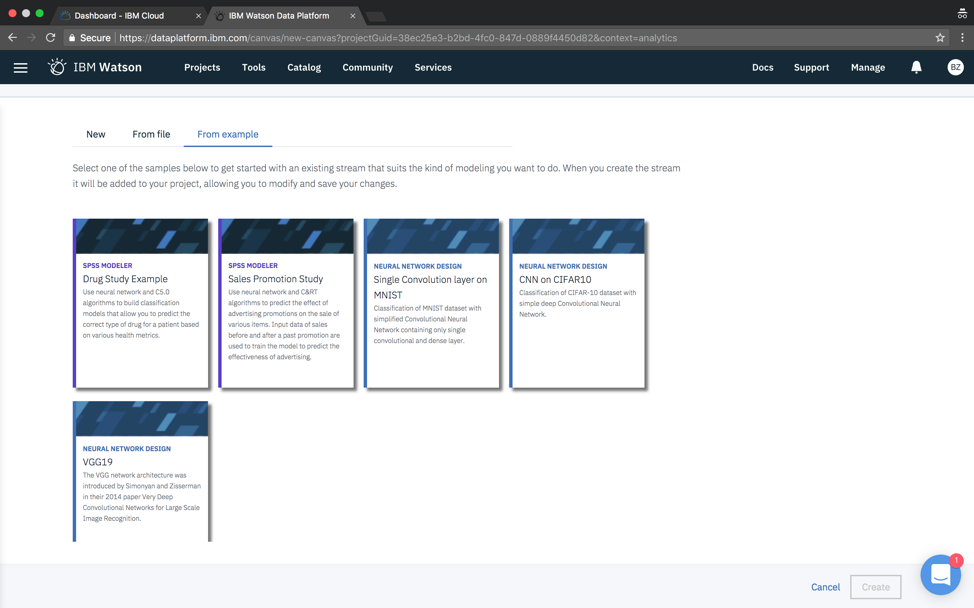 Dashboard - IBM Cloud
IBM Watson Data Platform
Secure | https://dataplatform.ibm.com/canvas/new-canvas?projectGuid=38ec25e3-b2bd-4fc0-847d-0889f4450d82&context=analytics
IBM Watson Projects Tools Catalog Community Services Docs Support Manage BZ
New From file From example
Select one of the samples below to get started with an existing stream that suits the kind of modeling you want to do. When you create the stream
it will be added to your project, allowing you to modify and save your changes.
SPSS MODELER
Drug Study Example
Use neural network and C5.0
algorithms to build classification
models that allow you to predict the
correct type of drug for a patient based
on various health metrics.
SPSS MODELER
Sales Promotion Study
Use neural network and C&RT
algorithms to predict the effect of
advertising promotions on the sale of
various items. Input data of sales
before and after a past promotion are
used to train the model to predict the
effectiveness of advertising.
NEURAL NETWORK DESIGN
Single Convolution layer on
MNIST
Classification of MNIST dataset with
simplified Convolutional Neural
Network containing only single
convolutional and dense layer.
NEURAL NETWORK DESIGN
CNN on CIFAR10
Classification of CIFAR-10 dataset with
simple deep Convolutional Neural
Network.
NEURAL NETWORK DESIGN
VGG19
The VGG network architecture was
introduced by Simonyan and Zisserman
in their 2014 paper Very Deep
Convolutional Networks for Large Scale
Image Recognition.
Cancel Create
1